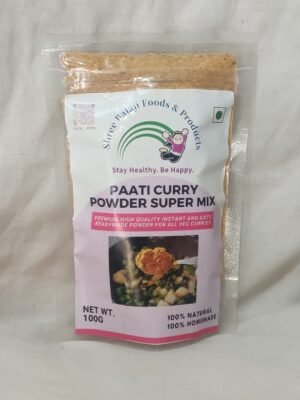 Shree Balaji Foods & Products
Stay Healthy. Be Happy.
PAATI CURRY
POWDER SUPER MIX
PREMIUM HIGH QUALITY INSTANT AND GOTO
READYMADE POWDER FOR ALL VEG CURRIES
NET WT.
100G
100% NATURAL
100% HOMEMADE